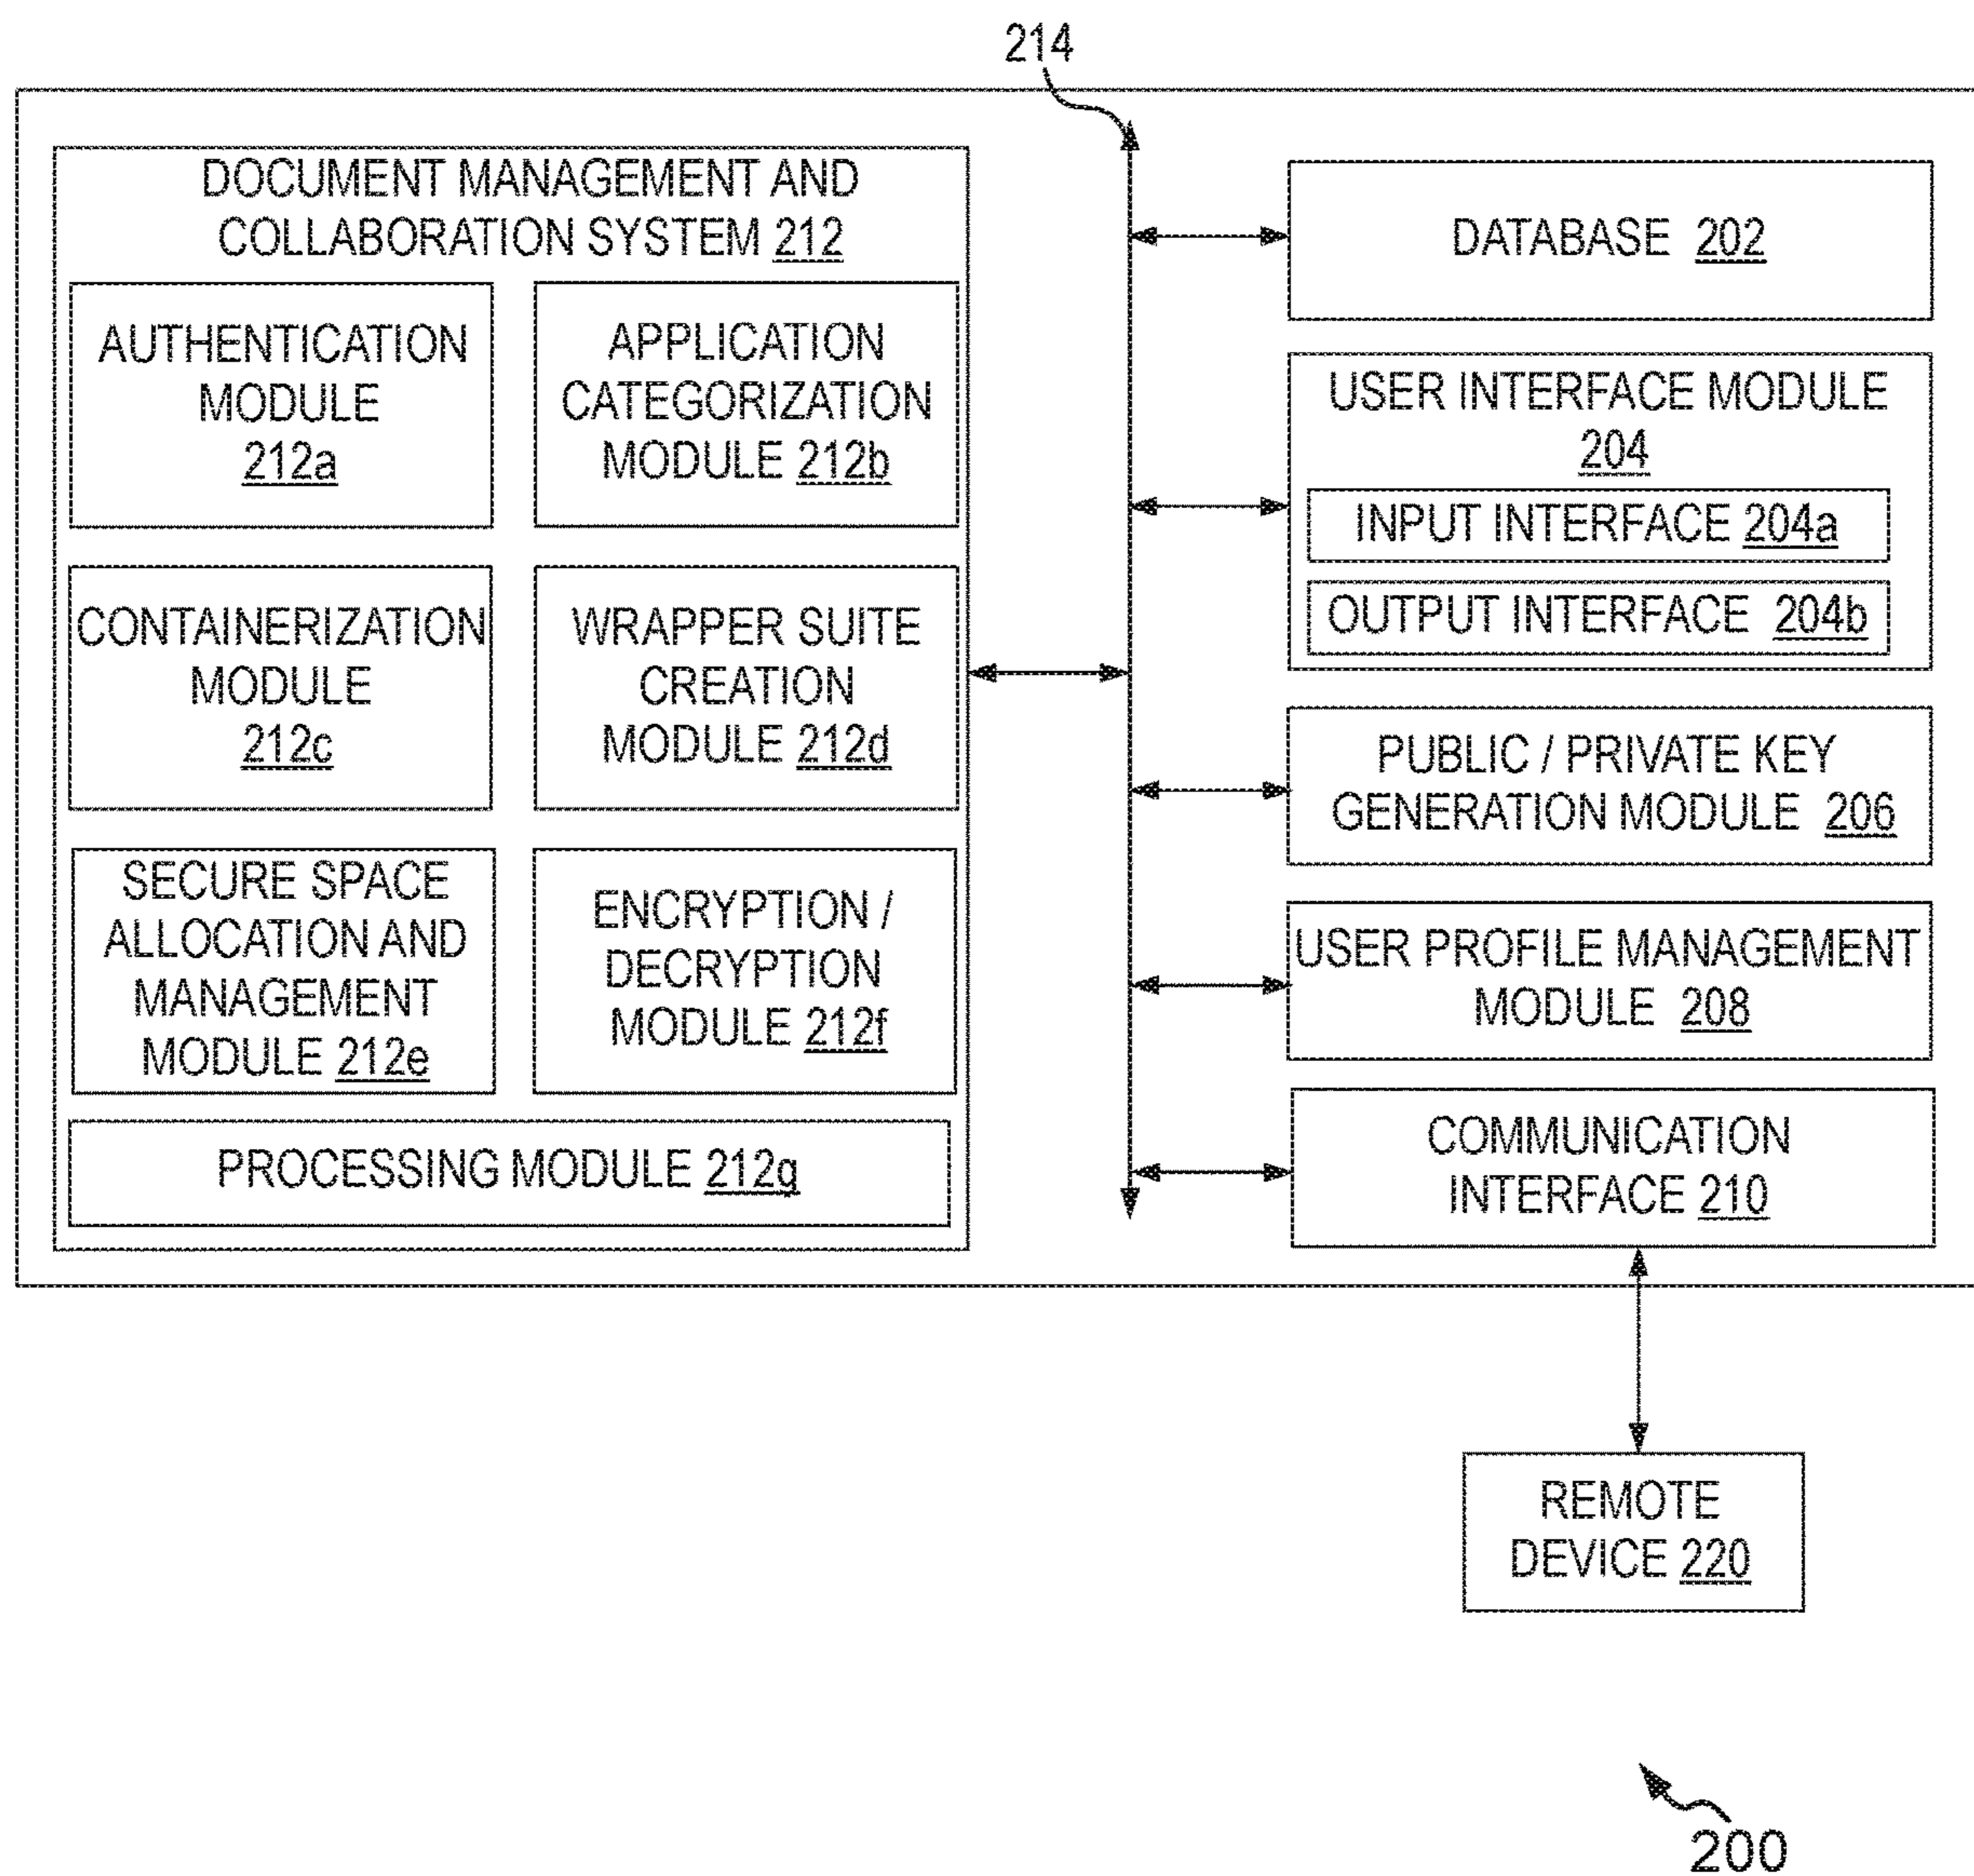 214
DOCUMENT MANAGEMENT AND
COLLABORATION SYSTEM 212
AUTHENTICATION
MODULE
212a
APPLICATION
CATEGORIZATION
MODULE 212b
CONTAINERIZATION
MODULE
212c
WRAPPER SUITE
CREATION
MODULE 212d
SECURE SPACE
ALLOCATION AND
MANAGEMENT
MODULE 212e
ENCRYPTION /
DECRYPTION
MODULE 212f
PROCESSING MODULE 212g
DATABASE 202
USER INTERFACE MODULE
204
INPUT INTERFACE 204a
OUTPUT INTERFACE 204b
PUBLIC / PRIVATE KEY
GENERATION MODULE 206
USER PROFILE MANAGEMENT
MODULE 208
COMMUNICATION
INTERFACE 210
REMOTE
DEVICE 220
200